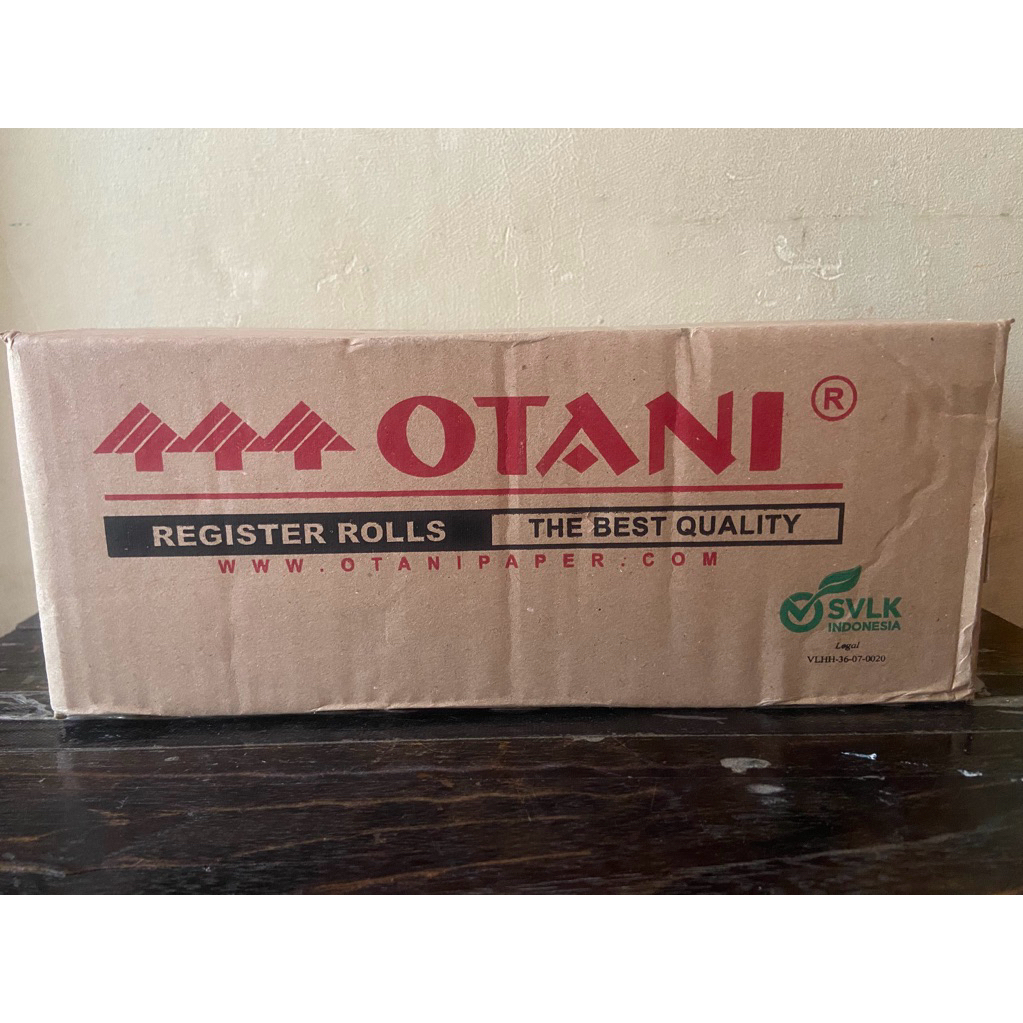 OTANI ®
REGISTER ROLLS THE BEST QUALITY
WWW.OTANIPAPER.COM
SVLK
INDONESIA
Legal
VLHH-36-07-0020